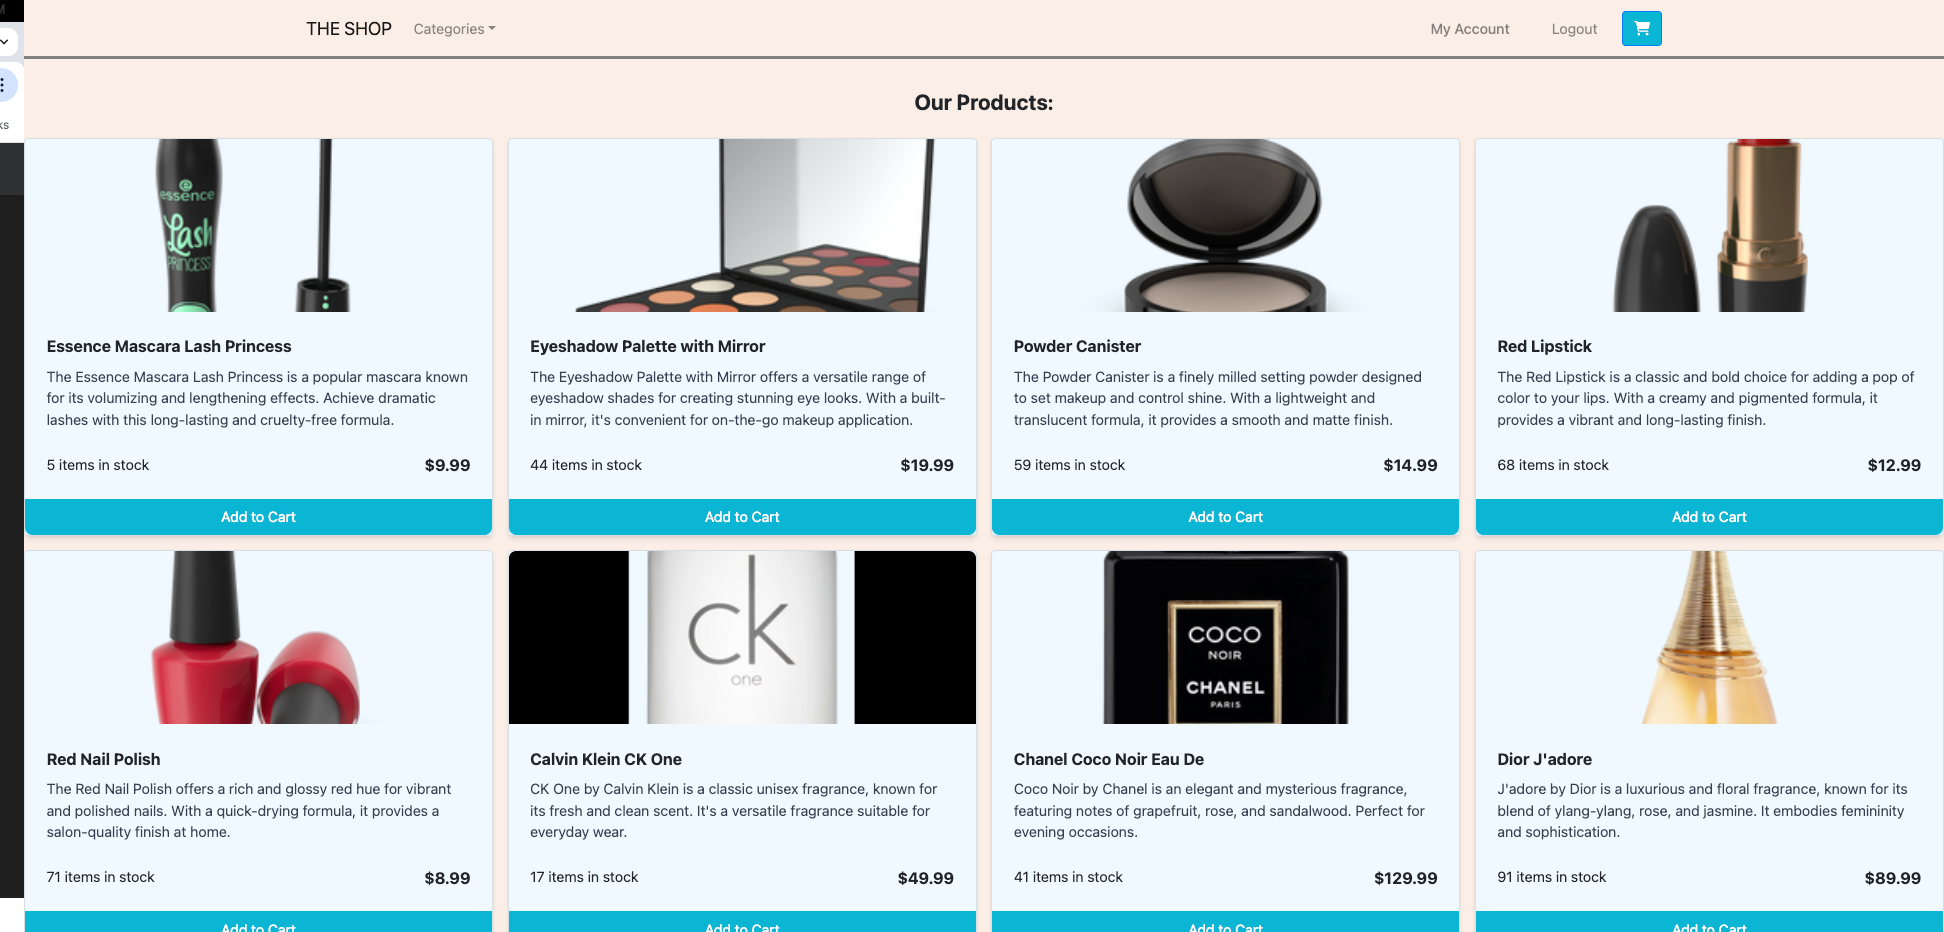 THE SHOP
Categories
My Account
Logout
Our Products:
essence
Lash
PRINCESS
Essence Mascara Lash Princess
The Essence Mascara Lash Princess is a popular mascara known
for its volumizing and lengthening effects. Achieve dramatic
lashes with this long-lasting and cruelty-free formula.
5 items in stock
$9.99
Add to Cart
Eyeshadow Palette with Mirror
The Eyeshadow Palette with Mirror offers a versatile range of
eyeshadow shades for creating stunning eye looks. With a built-
in mirror, it's convenient for on-the-go makeup application.
44 items in stock
$19.99
Add to Cart
Powder Canister
The Powder Canister is a finely milled setting powder designed
to set makeup and control shine. With a lightweight and
translucent formula, it provides a smooth and matte finish.
59 items in stock
$14.99
Add to Cart
Red Lipstick
The Red Lipstick is a classic and bold choice for adding a pop of
color to your lips. With a creamy and pigmented formula, it
provides a vibrant and long-lasting finish.
68 items in stock
$12.99
Add to Cart
Red Nail Polish
The Red Nail Polish offers a rich and glossy red hue for vibrant
and polished nails. With a quick-drying formula, it provides a
salon-quality finish at home.
71 items in stock
$8.99
Add to Cart
ck
one
Calvin Klein CK One
CK One by Calvin Klein is a classic unisex fragrance, known for
its fresh and clean scent. It's a versatile fragrance suitable for
everyday wear.
17 items in stock
$49.99
Add to Cart
COCO
NOIR
CHANEL
PARIS
Chanel Coco Noir Eau De
Coco Noir by Chanel is an elegant and mysterious fragrance,
featuring notes of grapefruit, rose, and sandalwood. Perfect for
evening occasions.
41 items in stock
$129.99
Add to Cart
Dior J'adore
J'adore by Dior is a luxurious and floral fragrance, known for its
blend of ylang-ylang, rose, and jasmine. It embodies femininity
and sophistication.
91 items in stock
$89.99
Add to Cart